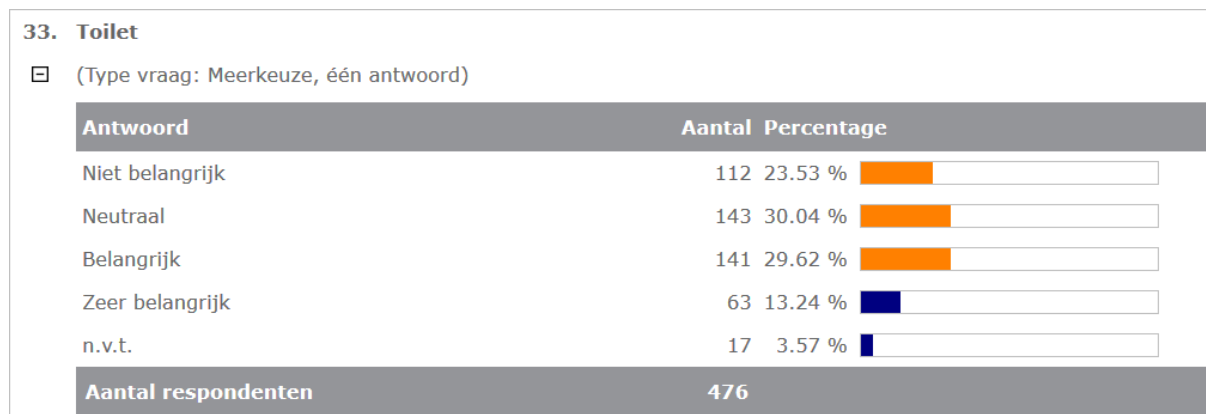 33. Toilet
(Type vraag: Meerkeuze, één antwoord)
Antwoord Aantal Percentage
Niet belangrijk 112 23.53 %
Neutraal 143 30.04 %
Belangrijk 141 29.62 %
Zeer belangrijk 63 13.24 %
n.v.t. 17 3.57 %
Aantal respondenten 476